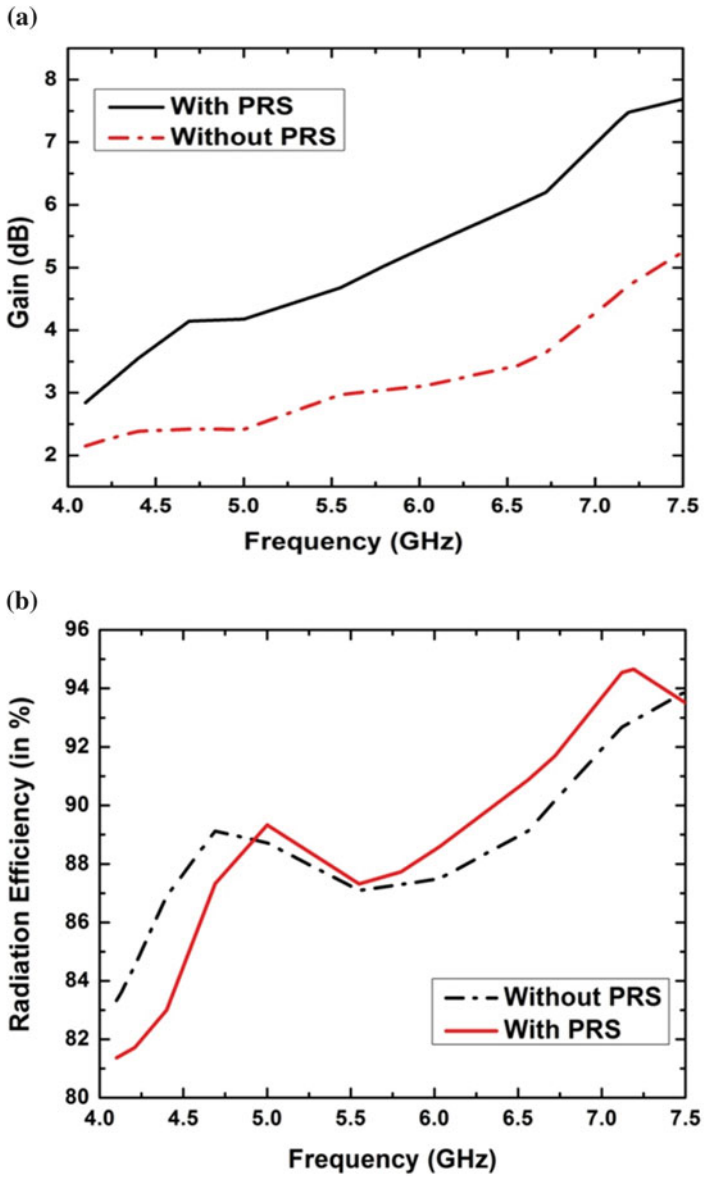 (a)
8
7
6
5
4
3
2
Gain (dB)
With PRS
Without PRS
4.0 4.5 5.0 5.5 6.0 6.5 7.0 7.5
Frequency (GHz)
(b)
96
94
92
90
88
86
84
82
80
Radiation Efficiency (in %)
Without PRS
With PRS
4.0 4.5 5.0 5.5 6.0 6.5 7.0 7.5
Frequency (GHz)